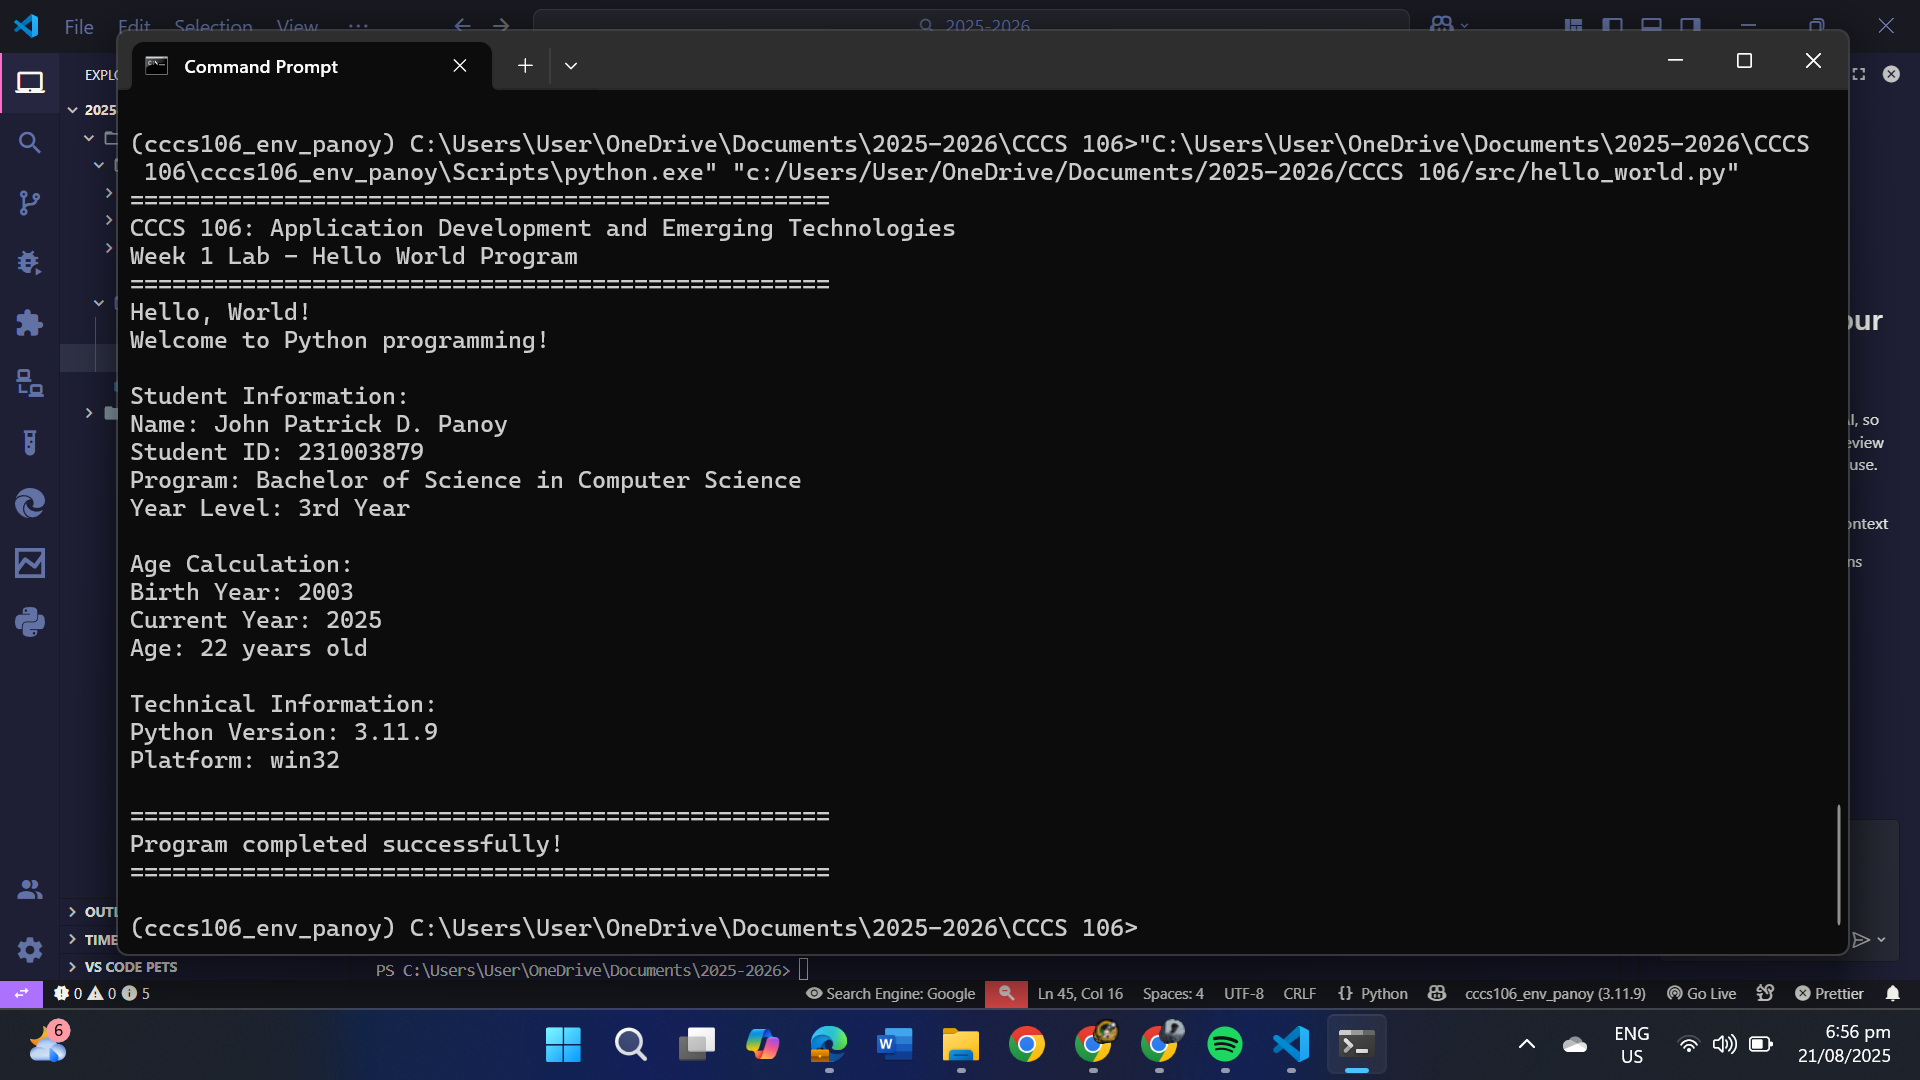 File Edit Selection View ...
2025-2026
Command Prompt
2025
(cccs106_env_panoy) C:\Users\User\OneDrive\Documents\2025-2026\CCCS 106>"C:\Users\User\OneDrive\Documents\2025-2026\CCCS
106\cccs106_env_panoy\Scripts\python.exe" "c:/Users/User/OneDrive/Documents/2025-2026/CCCS 106/src/hello_world.py"
==================================================
CCCS 106: Application Development and Emerging Technologies
Week 1 Lab - Hello World Program
==================================================
Hello, World!
Welcome to Python programming!
Student Information:
Name: John Patrick D. Panoy
Student ID: 231003879
Program: Bachelor of Science in Computer Science
Year Level: 3rd Year
Age Calculation:
Birth Year: 2003
Current Year: 2025
Age: 22 years old
Technical Information:
Python Version: 3.11.9
Platform: win32
==================================================
Program completed successfully!
==================================================
(cccs106_env_panoy) C:\Users\User\OneDrive\Documents\2025-2026\CCCS 106>
so
use.
VS CODE PETS
PS C:\Users\User\OneDrive\Documents\2025-2026>
0 0 5
Search Engine: Google
Ln 45, Col 16 Spaces: 4 UTF-8 CRLF {} Python cccs106_env_panoy (3.11.9) Go Live Prettier
6
ENG
US
6:56 pm
21/08/2025